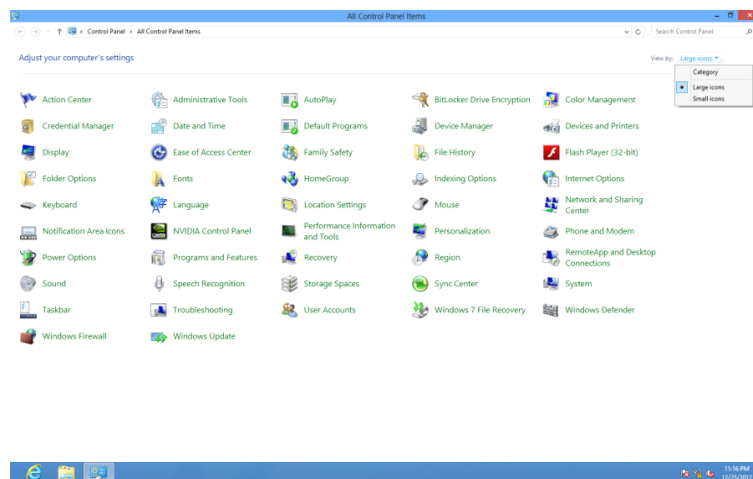 All Control Panel Items
Control Panel All Control Panel Items
Search Control Panel
Adjust your computer's settings
View by: Large icons
Category
Large icons
Small icons
Action Center Administrative Tools AutoPlay BitLocker Drive Encryption Color Management
Credential Manager Date and Time Default Programs Device Manager Devices and Printers
Display Ease of Access Center Family Safety File History Flash Player (32-bit)
Folder Options Fonts HomeGroup Indexing Options Internet Options
Keyboard Language Location Settings Mouse Network and Sharing
Center
Notification Area Icons NVIDIA Control Panel Performance Information
and Tools Personalization Phone and Modem
Power Options Programs and Features Recovery Region RemoteApp and Desktop
Connections
Sound Speech Recognition Storage Spaces Sync Center System
Taskbar Troubleshooting User Accounts Windows 7 File Recovery Windows Defender
Windows Firewall Windows Update
11:16 PM
12/25/2012